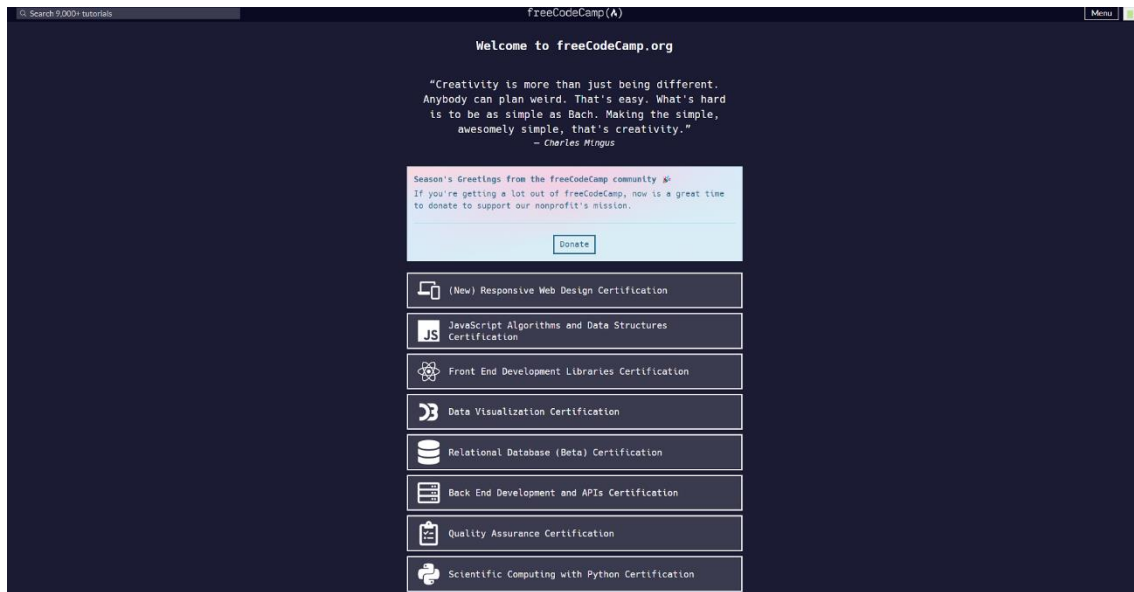 Search 9,000+ tutorials
freeCodeCamp(🔥)
Menu
Welcome to freeCodeCamp.org
“Creativity is more than just being different.
Anybody can plan weird. That's easy. What's hard
is to be as simple as Bach. Making the simple,
awesomely simple, that's creativity.”
— Charles Mingus
Season's Greetings from the freeCodeCamp community 🎉
If you're getting a lot out of freeCodeCamp, now is a great time
to donate to support our nonprofit's mission.
Donate
(New) Responsive Web Design Certification
JS
JavaScript Algorithms and Data Structures
Certification
Front End Development Libraries Certification
Data Visualization Certification
Relational Database (Beta) Certification
Back End Development and APIs Certification
Quality Assurance Certification
Scientific Computing with Python Certification